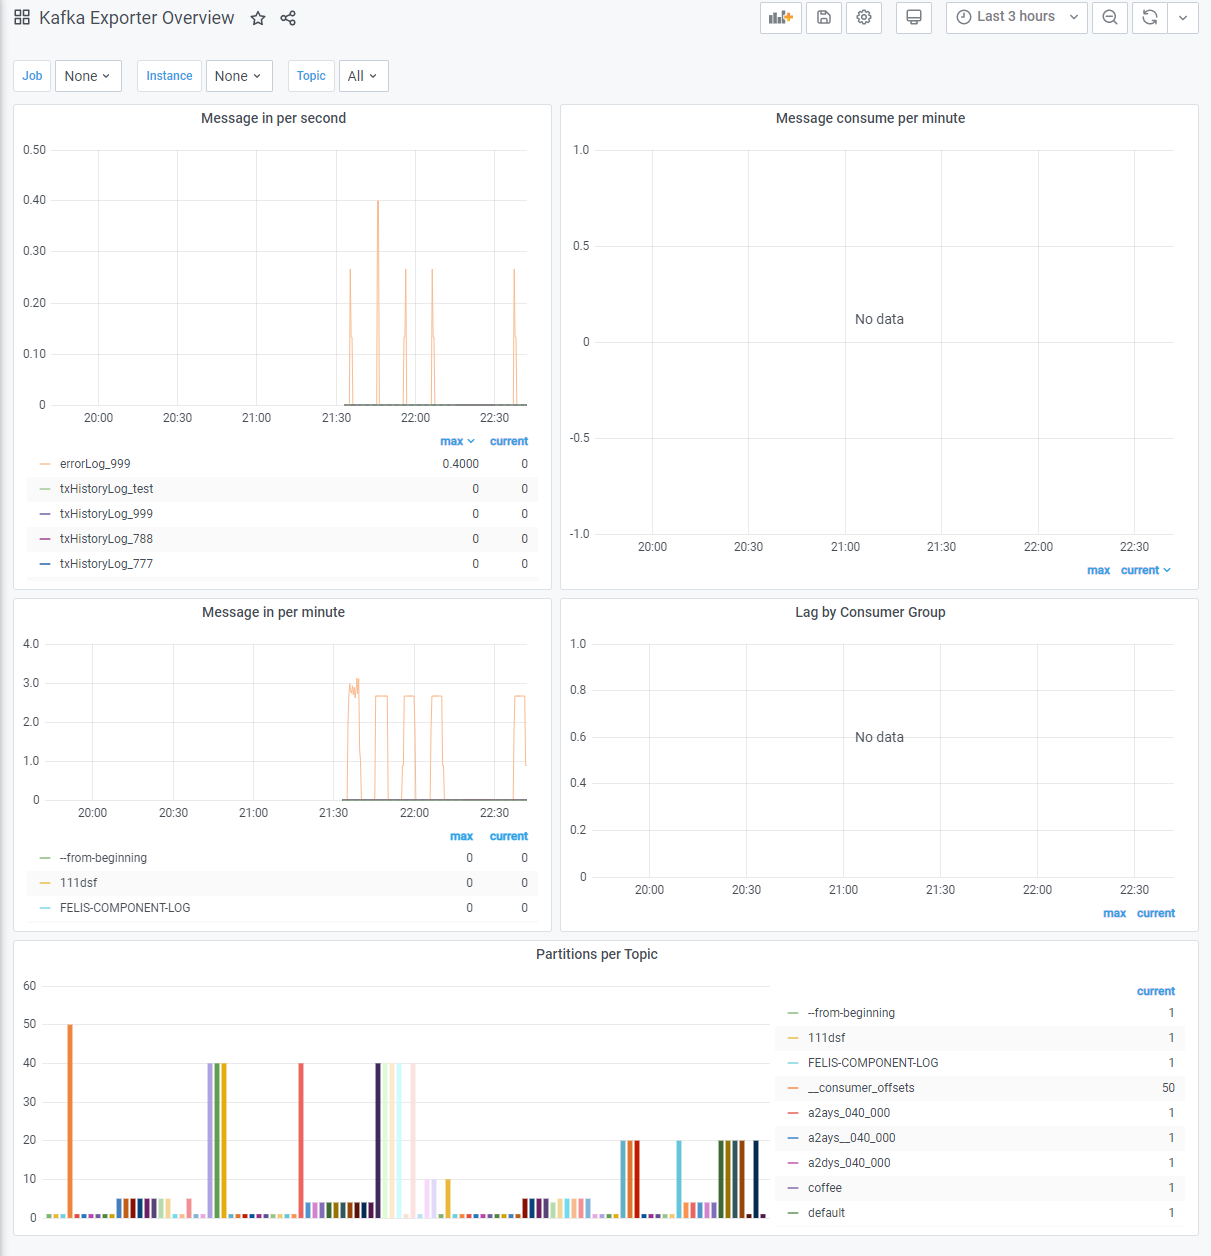 Kafka Exporter Overview
Last 3 hours
Job None Instance None Topic All
Message in per second
0.50
0.40
0.30
0.20
0.10
0
20:00 20:30 21:00 21:30 22:00 22:30
max current
errorLog_999 0.4000 0
txHistoryLog_test 0 0
txHistoryLog_999 0 0
txHistoryLog_788 0 0
txHistoryLog_777 0 0
Message consume per minute
1.0
0.5
No data
0
-0.5
-1.0
20:00 20:30 21:00 21:30 22:00 22:30
max current
Message in per minute
4.0
3.0
2.0
1.0
0
20:00 20:30 21:00 21:30 22:00 22:30
max current
--from-beginning 0 0
111dsf 0 0
FELIS-COMPONENT-LOG 0 0
Lag by Consumer Group
1.0
0.8
0.6 No data
0.4
0.2
0
20:00 20:30 21:00 21:30 22:00 22:30
max current
Partitions per Topic
60
50
40
30
20
10
0
current
--from-beginning 1
111dsf 1
FELIS-COMPONENT-LOG 1
__consumer_offsets 50
a2ays_040_000 1
a2ays__040_000 1
a2dys_040_000 1
coffee 1
default 1